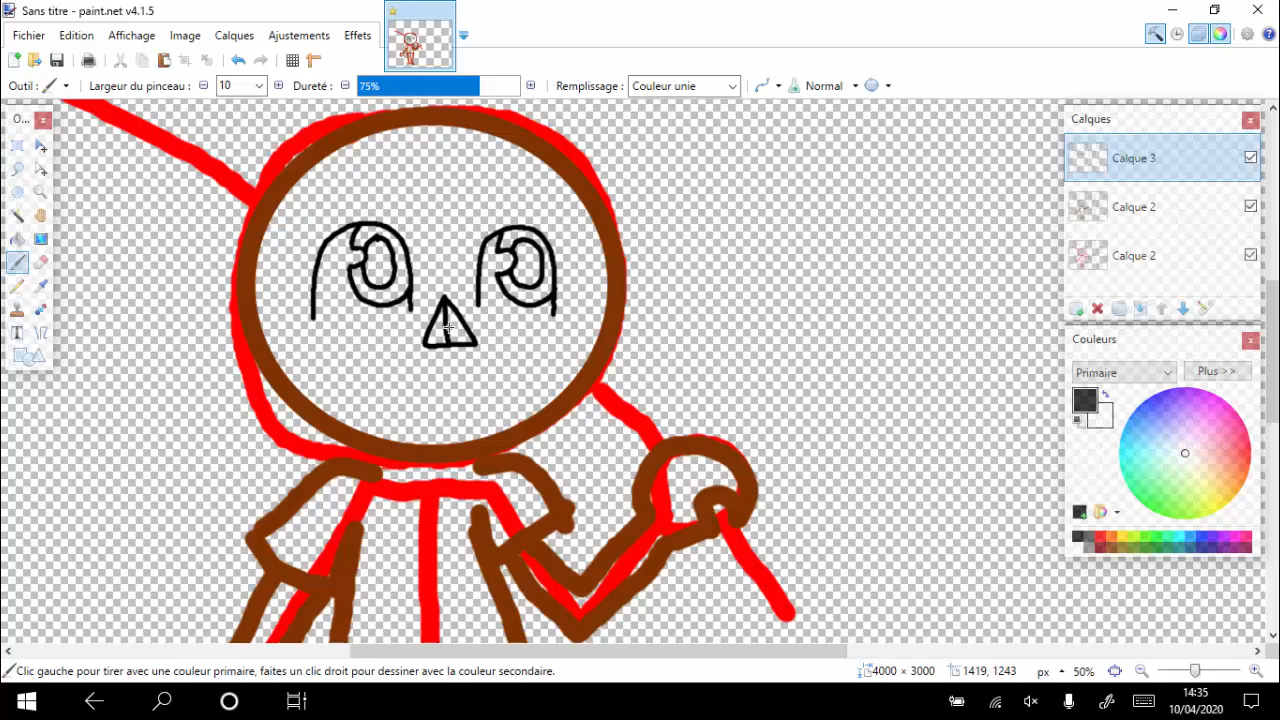 Sans titre - paint.net v4.1.5
Fichier Edition Affichage Image Calques Ajustements Effets
Outil : Largeur du pinceau : 10 Dureté : 75% Remplissage : Couleur unie Normal
O...
Calques
Calque 3
Calque 2
Calque 2
Couleurs
Primaire Plus >>
Clic gauche pour tirer avec une couleur primaire, faites un clic droit pour dessiner avec la couleur secondaire. 4000 × 3000 1419, 1243 px 50%
14:35
10/04/2020